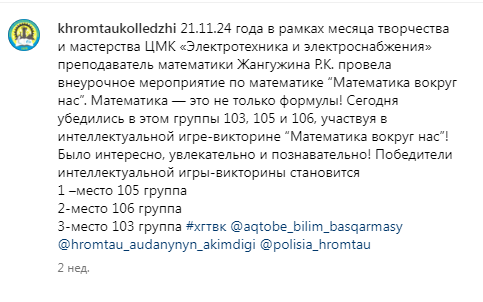 khromtaukolledzhi 21.11.24 года в рамках месяца творчества
и мастерства ЦМК «Электротехника и электроснабжения»
преподаватель математики Жангужина Р.К. провела
внеурочное мероприятие по математике “Математика вокруг
нас”. Математика — это не только формулы! Сегодня
убедились в этом группы 103, 105 и 106, участвуя в
интеллектуальной игре-викторине “Математика вокруг нас”!
Было интересно, увлекательно и познавательно! Победители
интеллектуальной игры-викторины становится
1 –место 105 группа
2-место 106 группа
3-место 103 группа #хгтвк @aqtobe_bilim_basqarmasy
@hromtau_audanynyn_akimdigi @polisia_hromtau
2 нед.